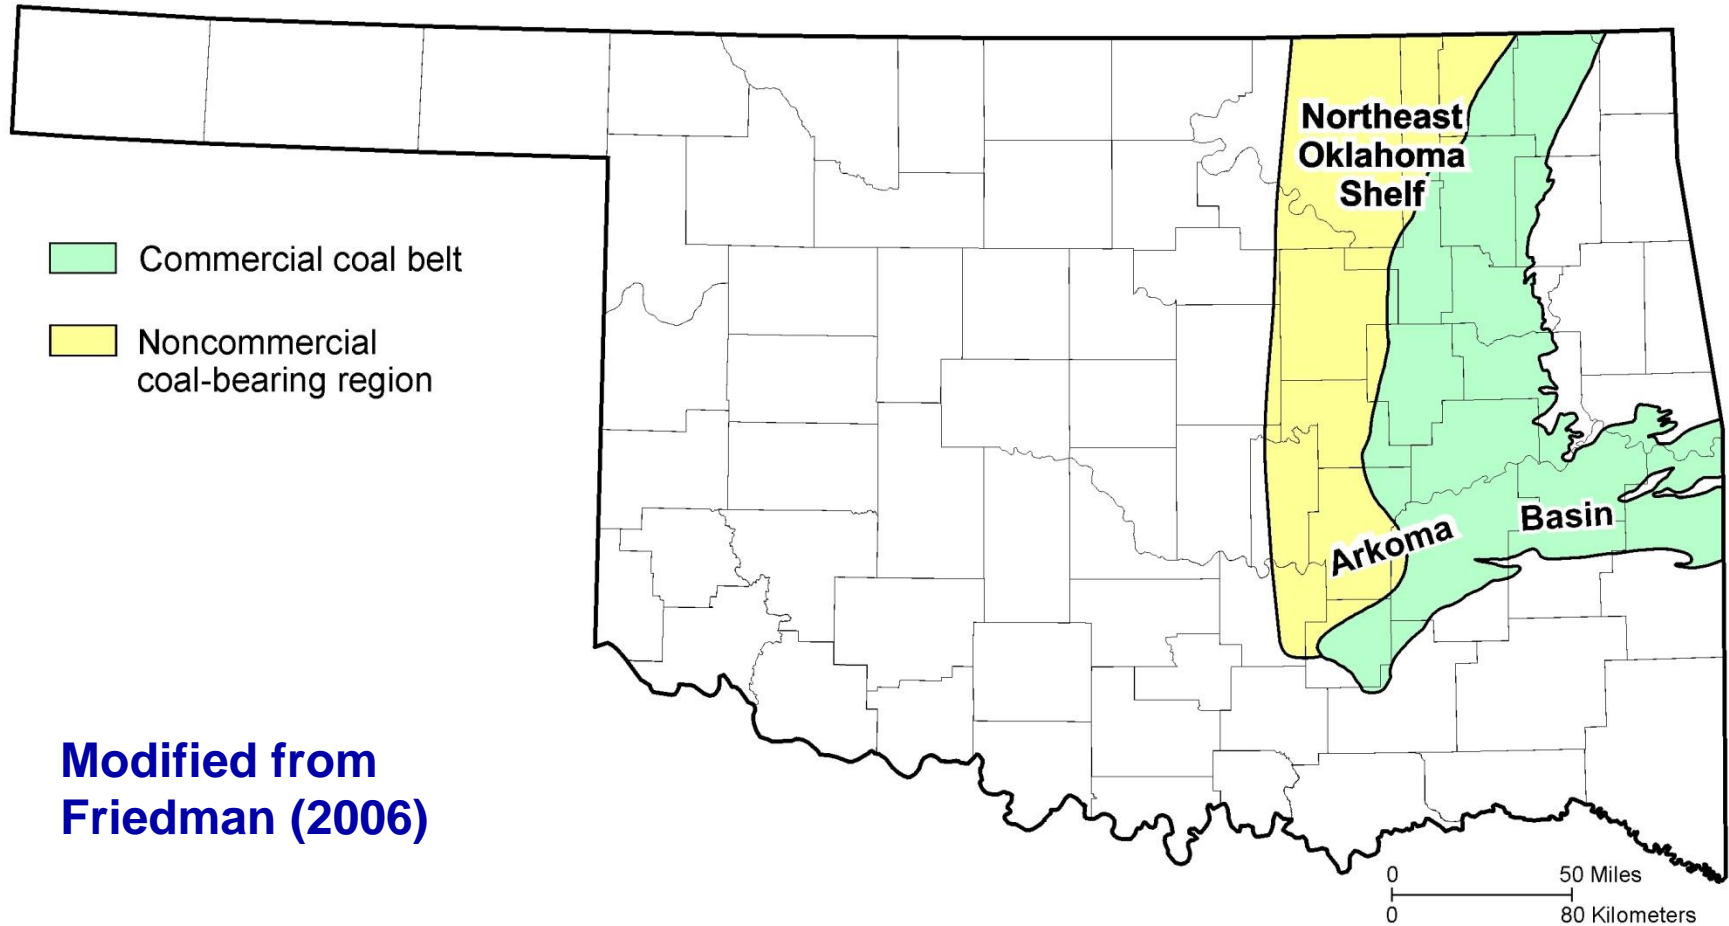 Northeast
Oklahoma
Shelf
Commercial coal belt
Noncommercial
coal-bearing region
Arkoma
Basin
Modified from
Friedman (2006)
0 50 Miles
0 80 Kilometers